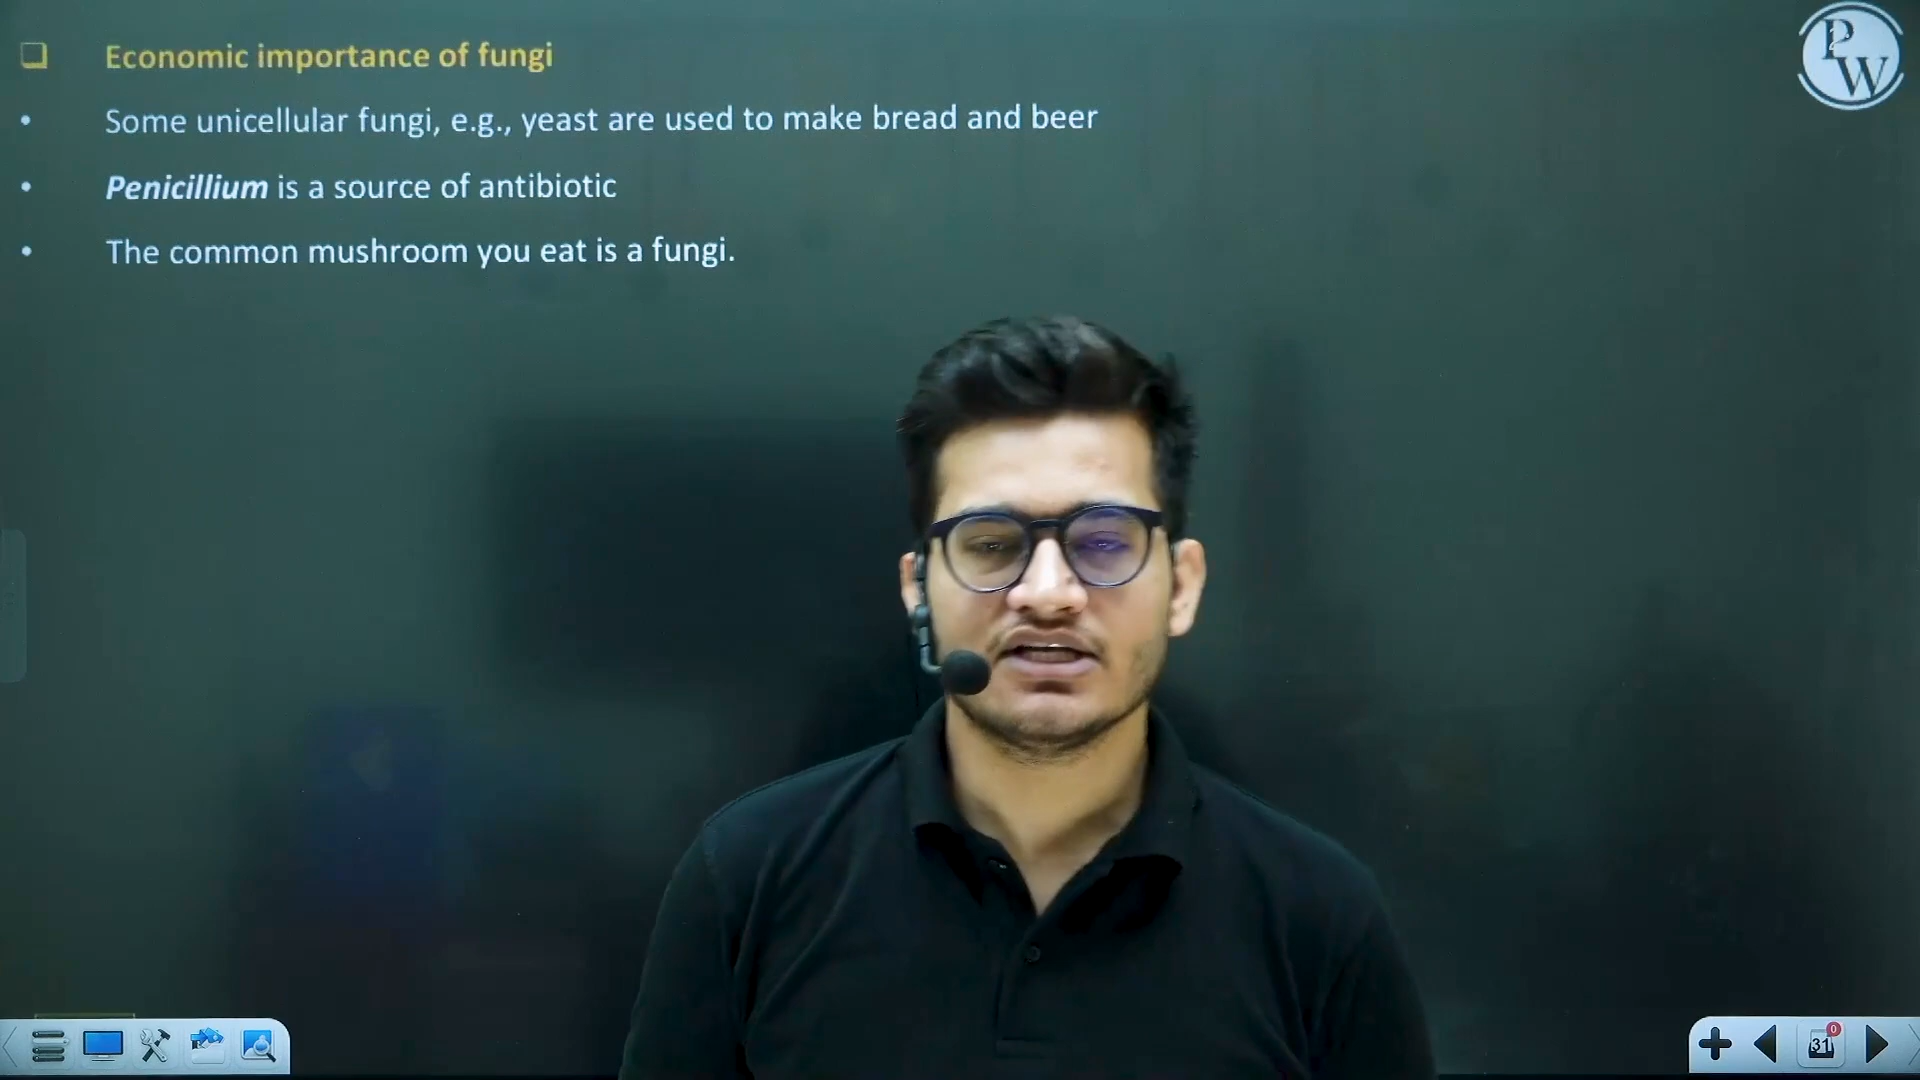 Economic importance of fungi
Some unicellular fungi, e.g., yeast are used to make bread and beer
Penicillium is a source of antibiotic
The common mushroom you eat is a fungi.
PW
0
31